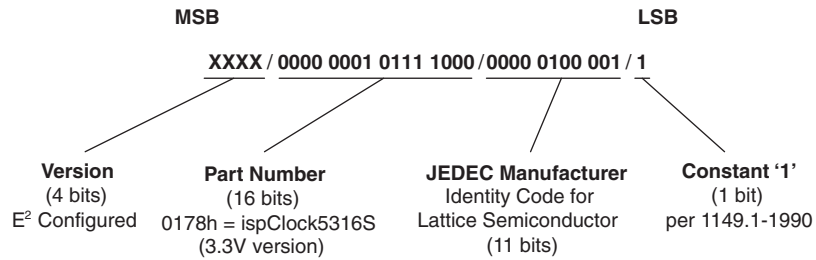 MSB LSB
XXXX / 0000 0001 0111 1000 / 0000 0100 001 / 1
Version
(4 bits)
E² Configured
Part Number
(16 bits)
0178h = ispClock5316S
(3.3V version)
JEDEC Manufacturer
Identity Code for
Lattice Semiconductor
(11 bits)
Constant ‘1’
(1 bit)
per 1149.1-1990